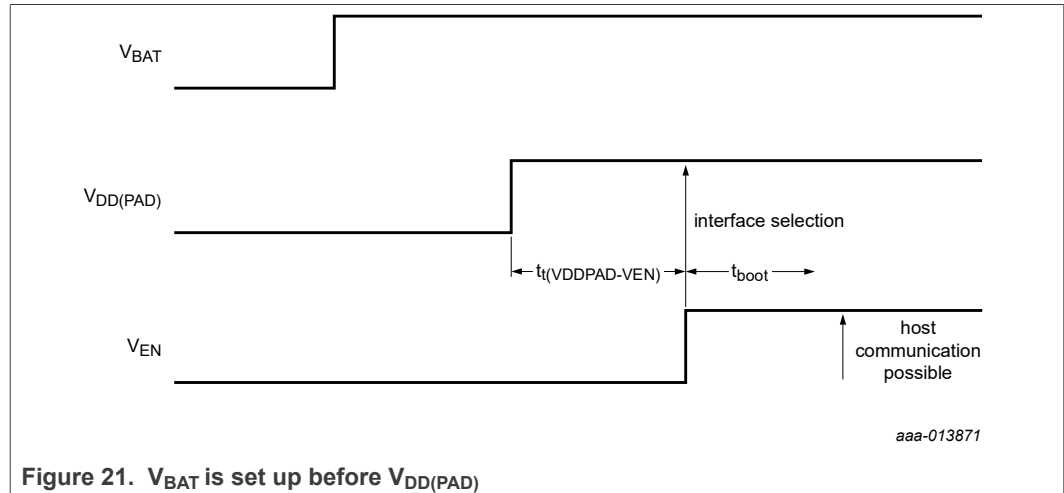 VBAT
VDD(PAD)
interface selection
tt(VDDPAD-VEN)
tboot
VEN
host
communication
possible
aaa-013871
Figure 21. VBAT is set up before VDD(PAD)